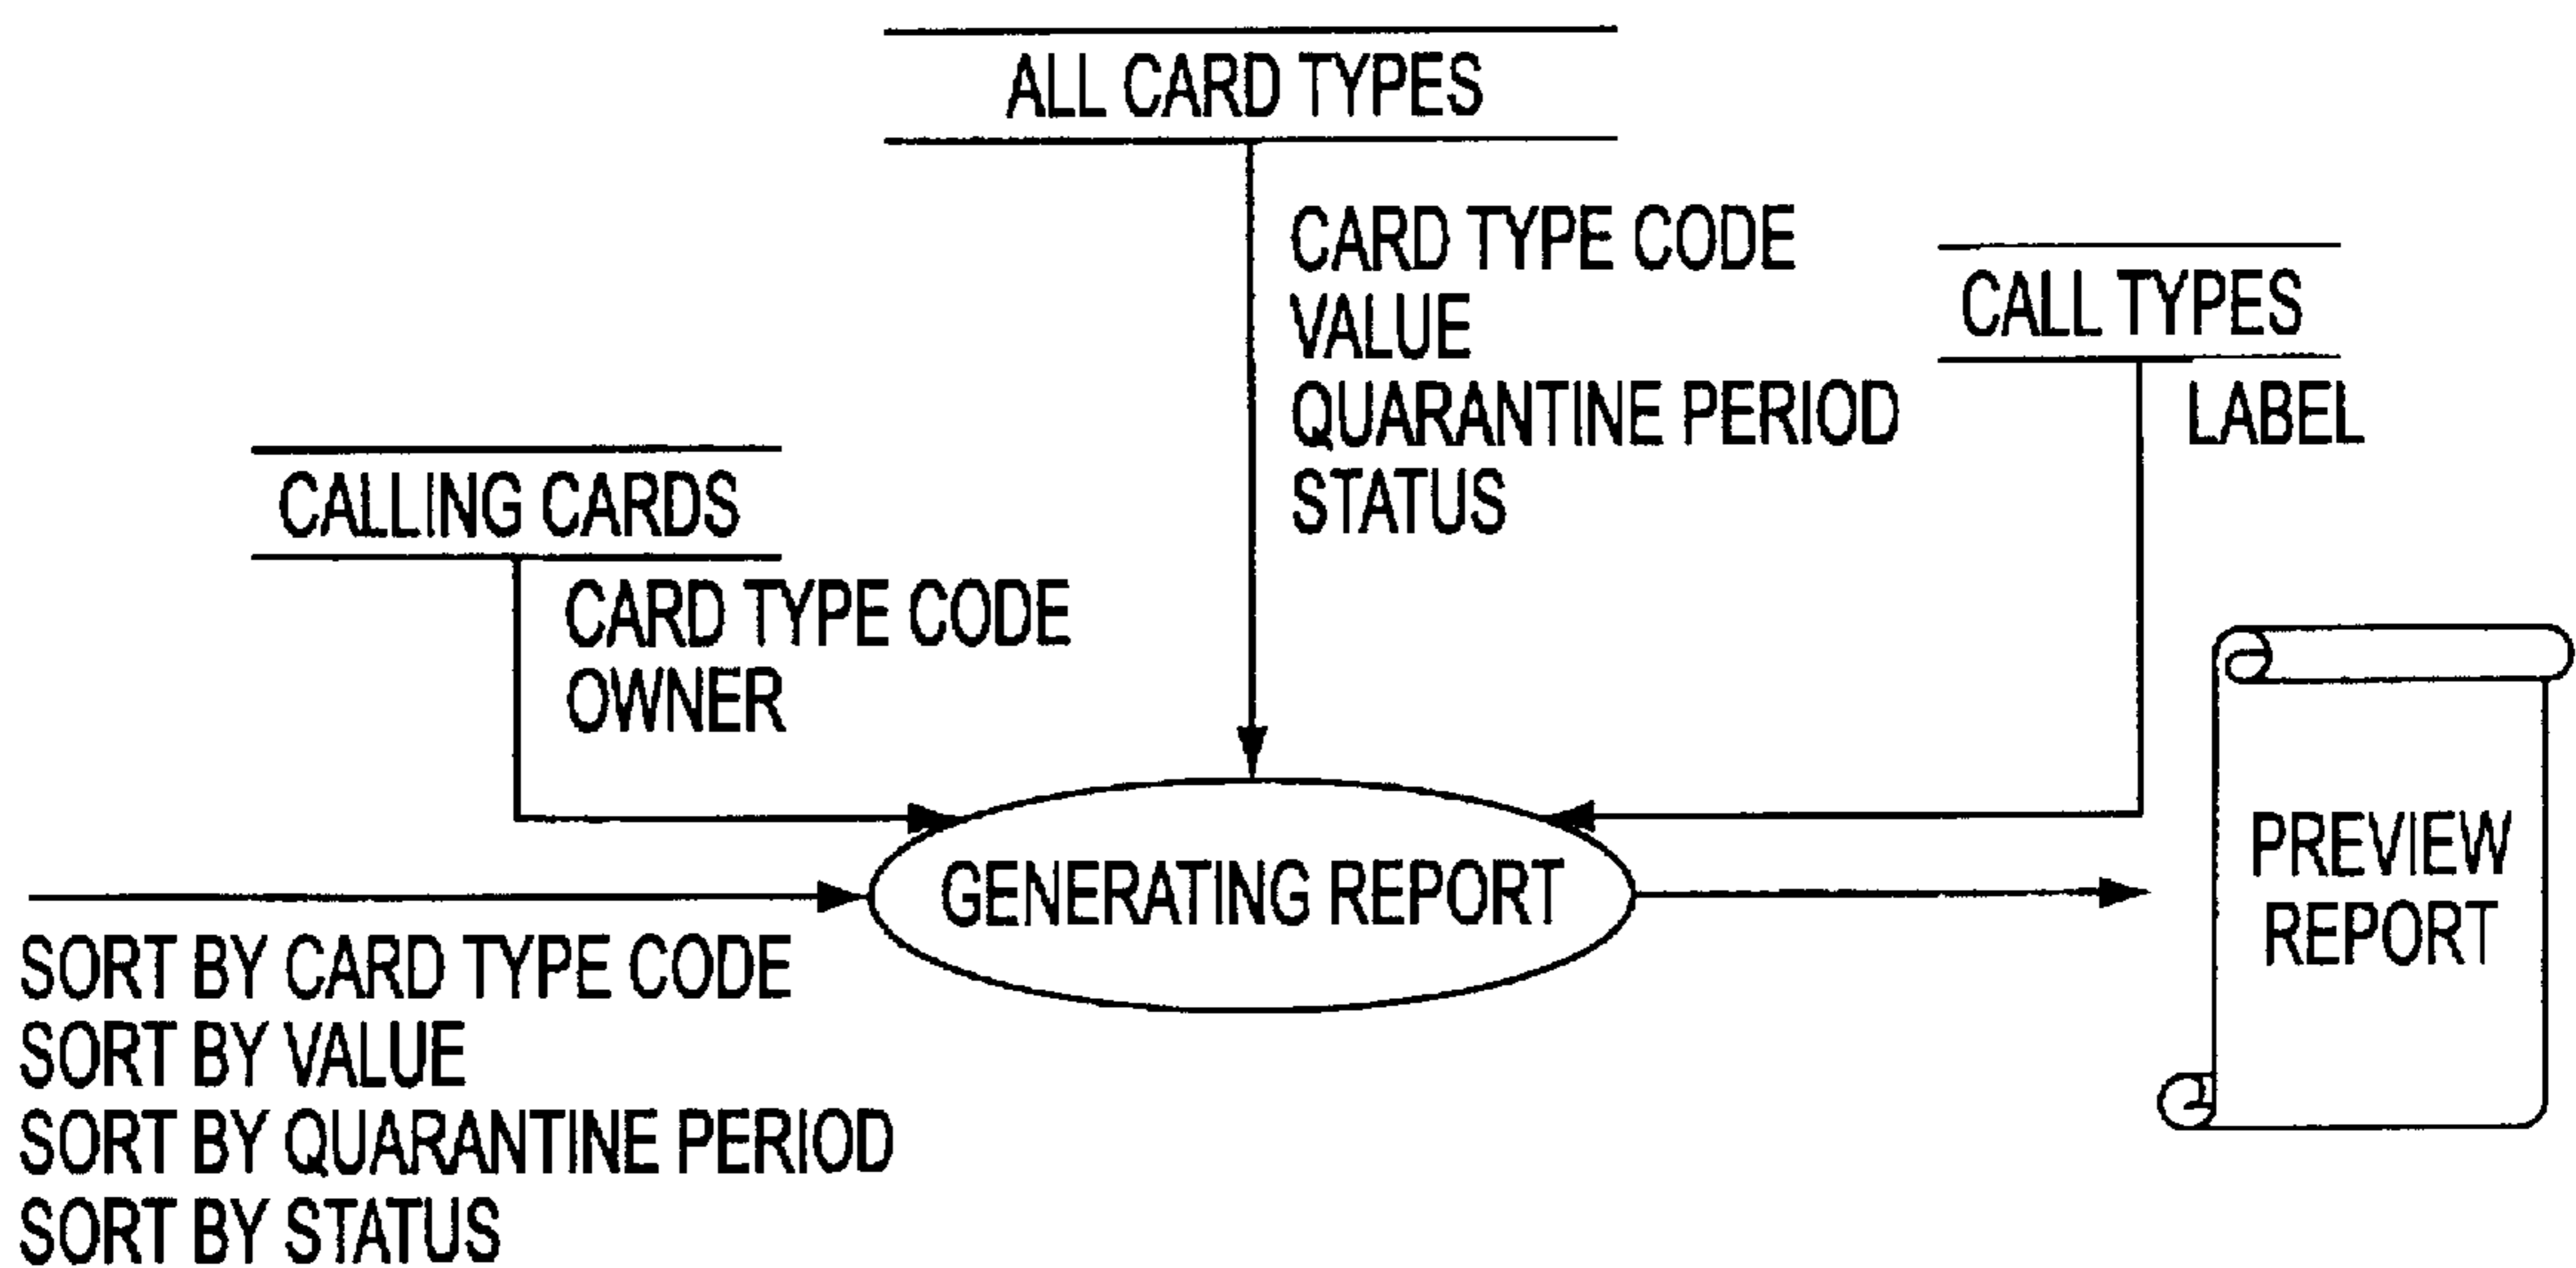 ALL CARD TYPES
CARD TYPE CODE
VALUE
QUARANTINE PERIOD
STATUS
CALL TYPES
LABEL
CALLING CARDS
CARD TYPE CODE
OWNER
GENERATING REPORT
PREVIEW
REPORT
SORT BY CARD TYPE CODE
SORT BY VALUE
SORT BY QUARANTINE PERIOD
SORT BY STATUS